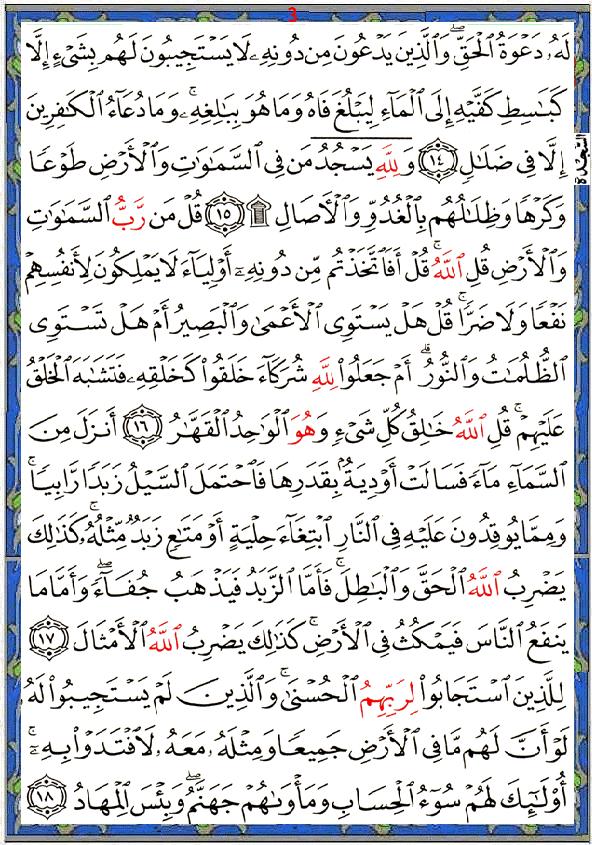 3
لَهُۥ دَعۡوَةُ ٱلۡحَقِّۖ وَٱلَّذِينَ يَدۡعُونَ مِن دُونِهِۦ لَا يَسۡتَجِيبُونَ لَهُم بِشَيۡءٍ إِلَّا
كَبَٰسِطِ كَفَّيۡهِ إِلَى ٱلۡمَآءِ لِيَبۡلُغَ فَاهُ وَمَا هُوَ بِبَٰلِغِهِۦۚ وَمَا دُعَآءُ ٱلۡكَٰفِرِينَ
إِلَّا فِي ضَلَٰلٖ ١٤ وَلِلَّهِ يَسۡجُدُۤ مَن فِي ٱلسَّمَٰوَٰتِ وَٱلۡأَرۡضِ طَوۡعٗا
السَّجْدَة
وَكَرۡهٗا وَظِلَٰلُهُم بِٱلۡغُدُوِّ وَٱلۡأٓصَالِ ۩ ١٥ قُلۡ مَن رَّبُّ ٱلسَّمَٰوَٰتِ
وَٱلۡأَرۡضِ قُلِ ٱللَّهُۚ قُلۡ أَفَٱتَّخَذۡتُم مِّن دُونِهِۦٓ أَوۡلِيَآءَ لَا يَمۡلِكُونَ لِأَنفُسِهِمۡ
نَفۡعٗا وَلَا ضَرّٗاۚ قُلۡ هَلۡ يَسۡتَوِي ٱلۡأَعۡمَىٰ وَٱلۡبَصِيرُ أَمۡ هَلۡ تَسۡتَوِي
ٱلظُّلُمَٰتُ وَٱلنُّورُۗ أَمۡ جَعَلُواْ لِلَّهِ شُرَكَآءَ خَلَقُواْ كَخَلۡقِهِۦ فَتَشَٰبَهَ ٱلۡخَلۡقُ
عَلَيۡهِمۡۚ قُلِ ٱللَّهُ خَٰلِقُ كُلِّ شَيۡءٖ وَهُوَ ٱلۡوَٰحِدُ ٱلۡقَهَّٰرُ ١٦ أَنزَلَ مِنَ
ٱلسَّمَآءِ مَآءٗ فَسَالَتۡ أَوۡدِيَةُۢ بِقَدَرِهَا فَٱحۡتَمَلَ ٱلسَّيۡلُ زَبَدٗا رَّابِيٗاۚ
وَمِمَّا يُوقِدُونَ عَلَيۡهِ فِي ٱلنَّارِ ٱبۡتِغَآءَ حِلۡيَةٍ أَوۡ مَتَٰعٖ زَبَدٞ مِّثۡلُهُۥۚ كَذَٰلِكَ
يَضۡرِبُ ٱللَّهُ ٱلۡحَقَّ وَٱلۡبَٰطِلَۚ فَأَمَّا ٱلزَّبَدُ فَيَذۡهَبُ جُفَآءٗۖ وَأَمَّا مَا
يَنفَعُ ٱلنَّاسَ فَيَمۡكُثُ فِي ٱلۡأَرۡضِۚ كَذَٰلِكَ يَضۡرِبُ ٱللَّهُ ٱلۡأَمۡثَالَ ١٧
لِلَّذِينَ ٱسۡتَجَابُواْ لِرَبِّهِمُ ٱلۡحُسۡنَىٰۚ وَٱلَّذِينَ لَمۡ يَسۡتَجِيبُواْ لَهُۥ
لَوۡ أَنَّ لَهُم مَّا فِي ٱلۡأَرۡضِ جَمِيعٗا وَمِثۡلَهُۥ مَعَهُۥ لَٱفۡتَدَوۡاْ بِهِۦٓۚ
أُوْلَٰٓئِكَ لَهُمۡ سُوٓءُ ٱلۡحِسَابِ وَمَأۡوَىٰهُمۡ جَهَنَّمُۖ وَبِئۡسَ ٱلۡمِهَادُ ١٨